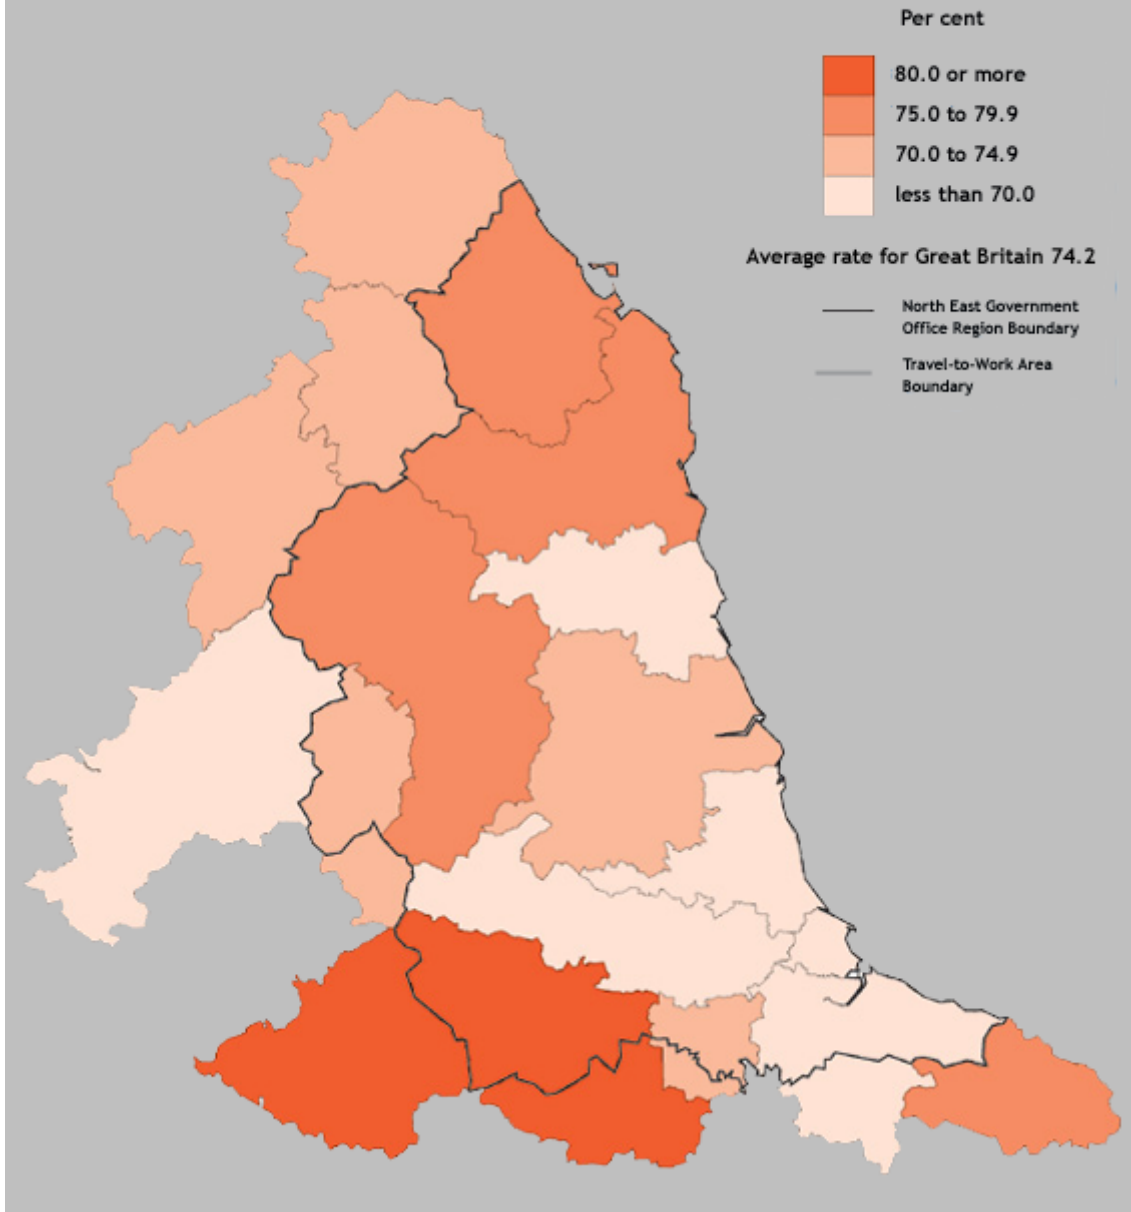 Per cent
80.0 or more
75.0 to 79.9
70.0 to 74.9
less than 70.0
Average rate for Great Britain 74.2
North East Government
Office Region Boundary
Travel-to-Work Area
Boundary